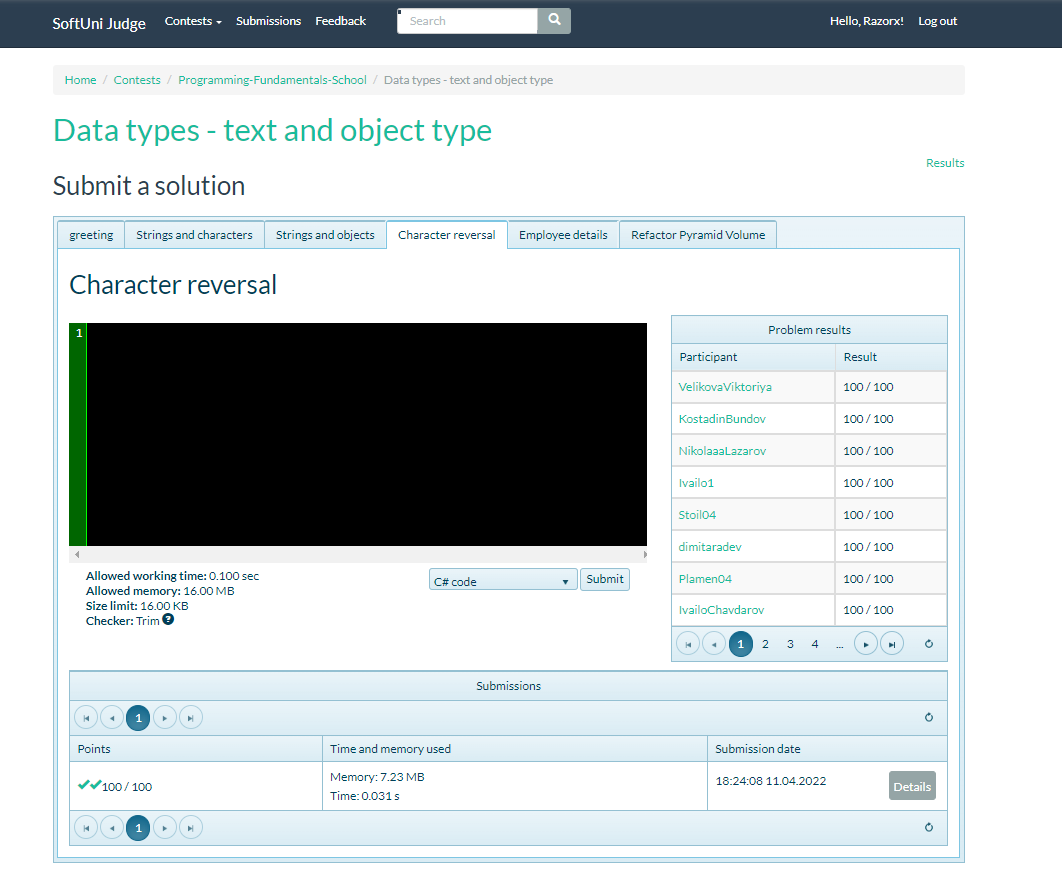 SoftUni Judge Contests Submissions Feedback Search Hello, Razorx! Log out
Home / Contests / Programming-Fundamentals-School / Data types - text and object type
Data types - text and object type
Results
Submit a solution
greeting Strings and characters Strings and objects Character reversal Employee details Refactor Pyramid Volume
Character reversal
1
Allowed working time: 0.100 sec
Allowed memory: 16.00 MB
Size limit: 16.00 KB
Checker: Trim ?
C# code Submit
Problem results
Participant Result
VelikovaViktoriya 100 / 100
KostadinBundov 100 / 100
NikolaaaLazarov 100 / 100
Ivailo1 100 / 100
Stoil04 100 / 100
dimitaradev 100 / 100
Plamen04 100 / 100
IvailoChavdarov 100 / 100
1 2 3 4 ...
Submissions
1
Points Time and memory used Submission date
100 / 100 Memory: 7.23 MB 18:24:08 11.04.2022 Details
Time: 0.031 s
1